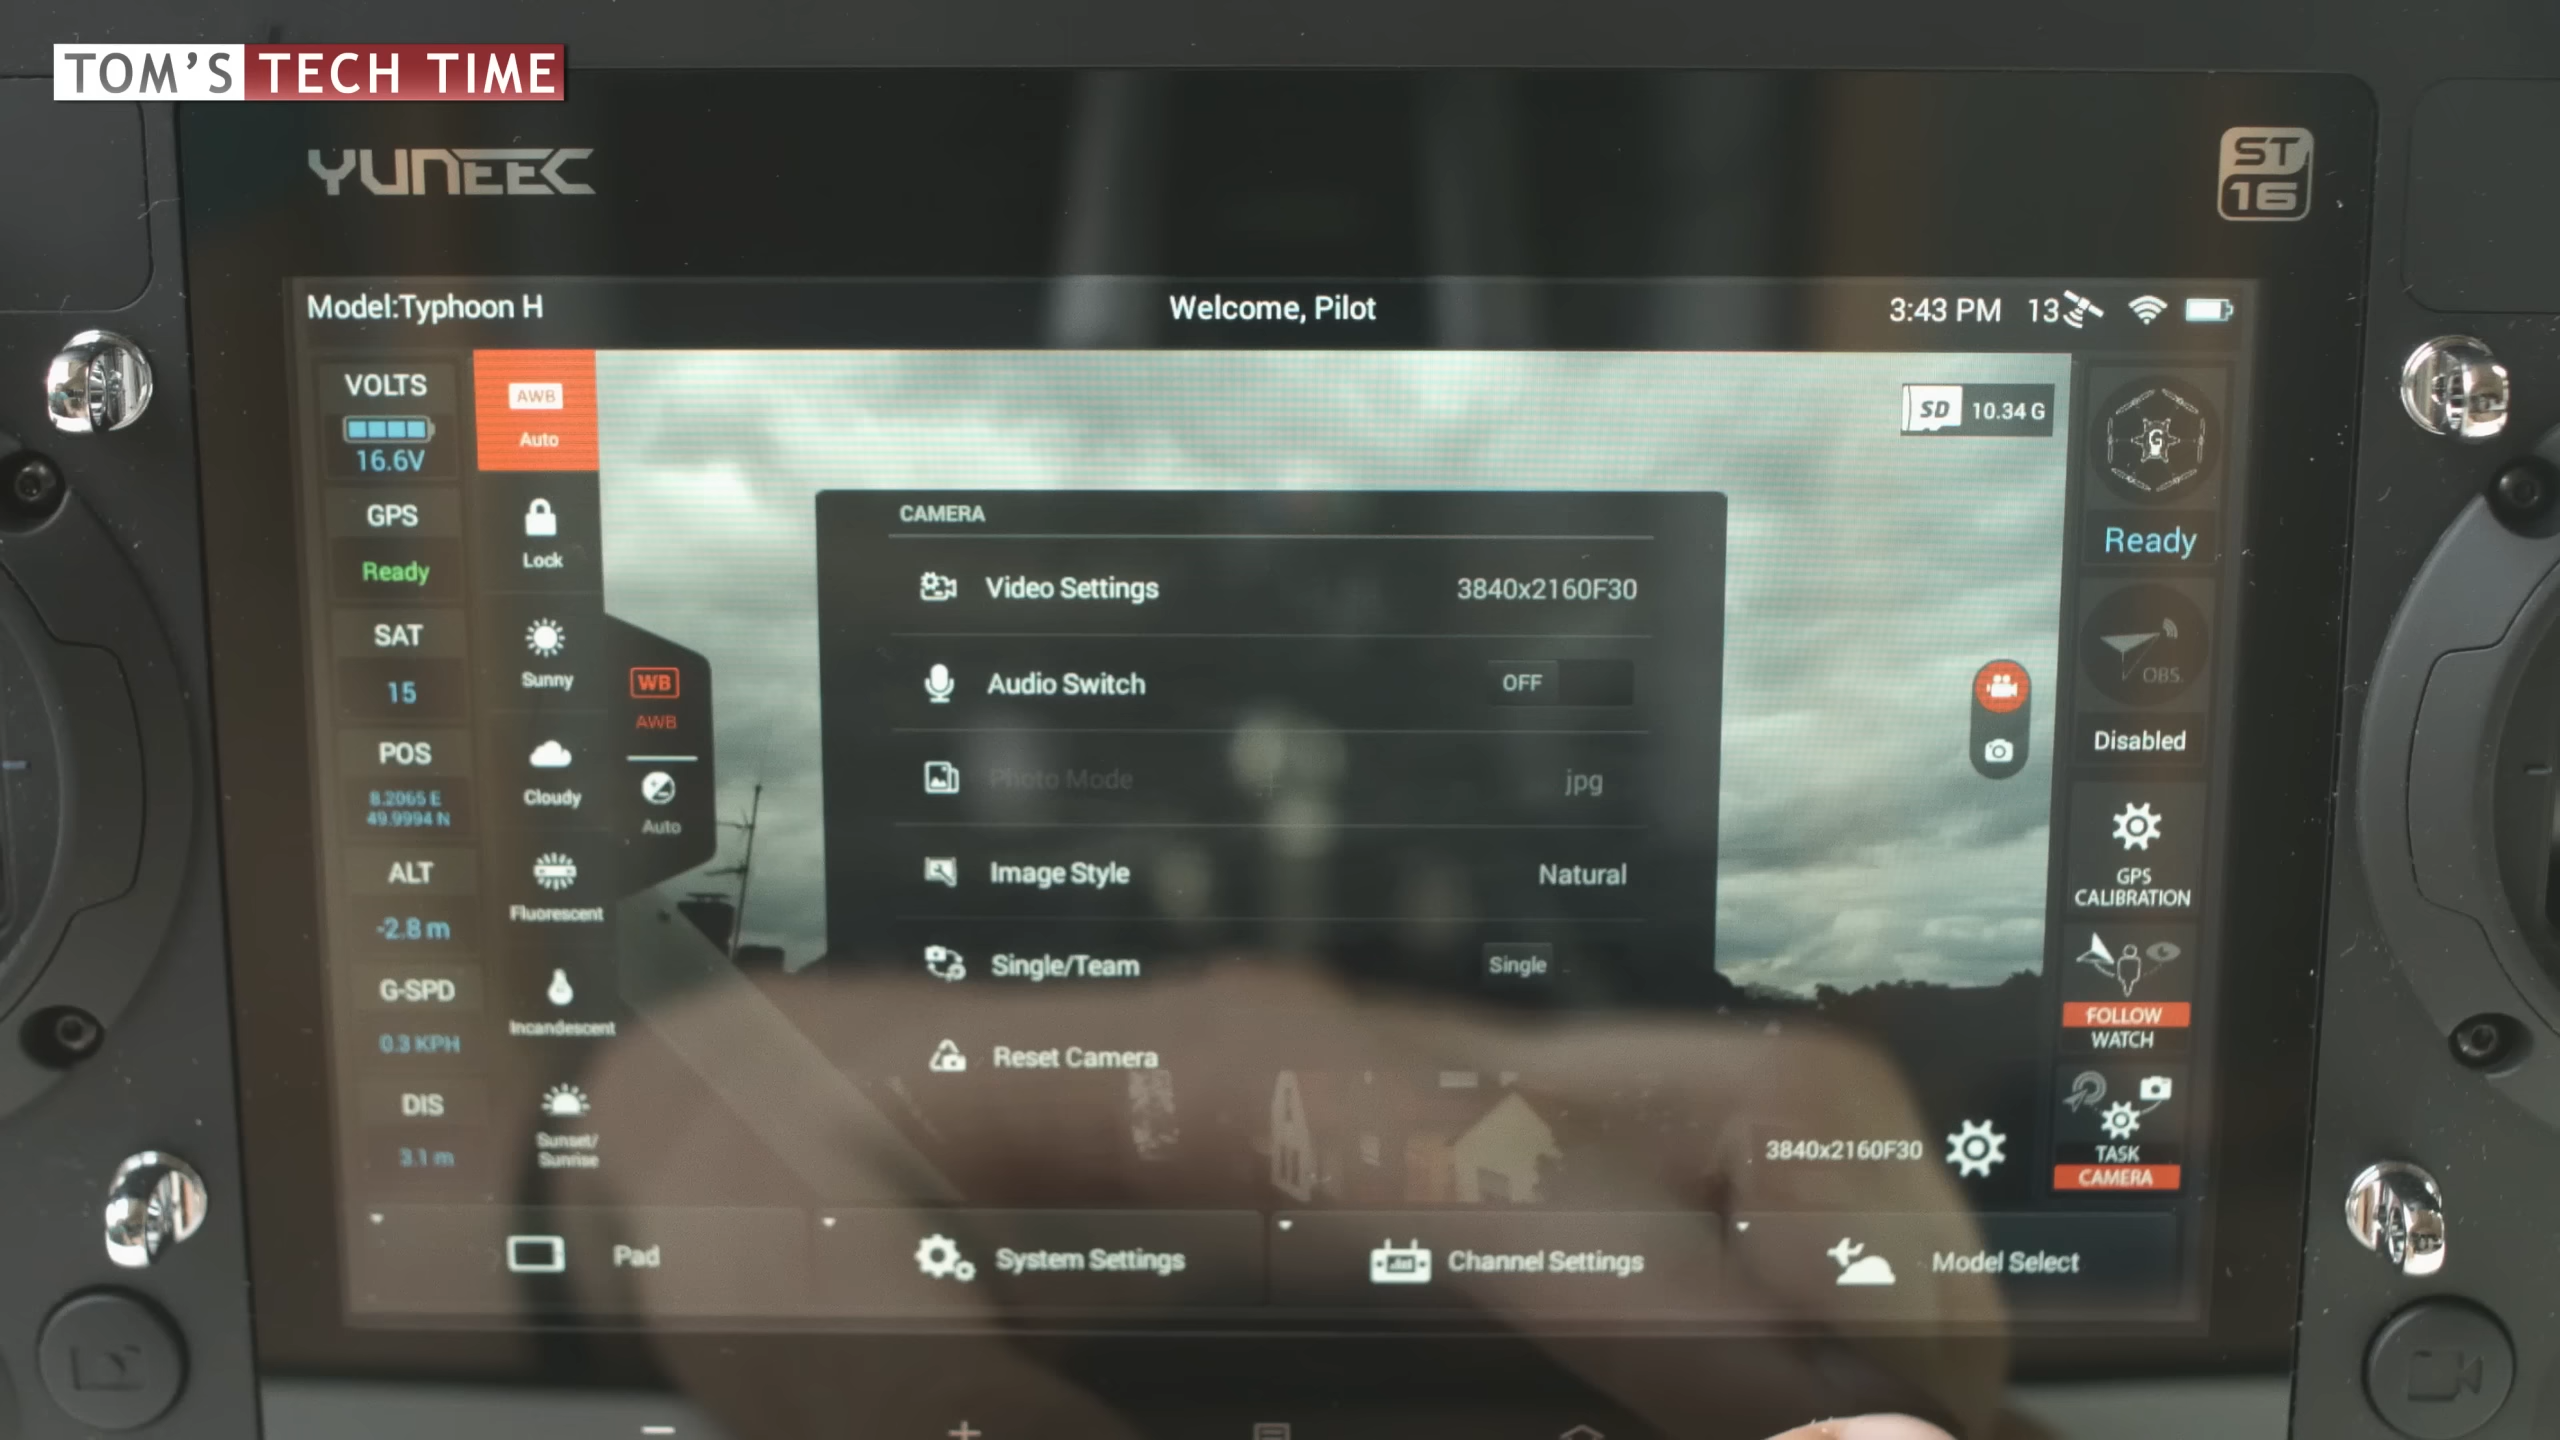 TOM'S TECH TIME
YUNEEC
ST
16
Model:Typhoon H
Welcome, Pilot
3:43 PM 13
VOLTS
16.6V
GPS
Ready
SAT
15
POS
8.2065 E
49.9994 N
ALT
-2.8 m
G-SPD
0.3 KPH
DIS
3.1 m
AWB
Auto
Lock
Sunny
Cloudy
Fluorescent
Incandescent
Sunset/
Sunrise
WB
AWB
Auto
CAMERA
Video Settings 3840x2160F30
Audio Switch OFF
Photo Mode jpg
Image Style Natural
Single/Team Single
Reset Camera
SD 10.34 G
3840x2160F30
G
Ready
OBS.
Disabled
GPS
CALIBRATION
FOLLOW
WATCH
TASK
CAMERA
Pad
System Settings
Channel Settings
Model Select